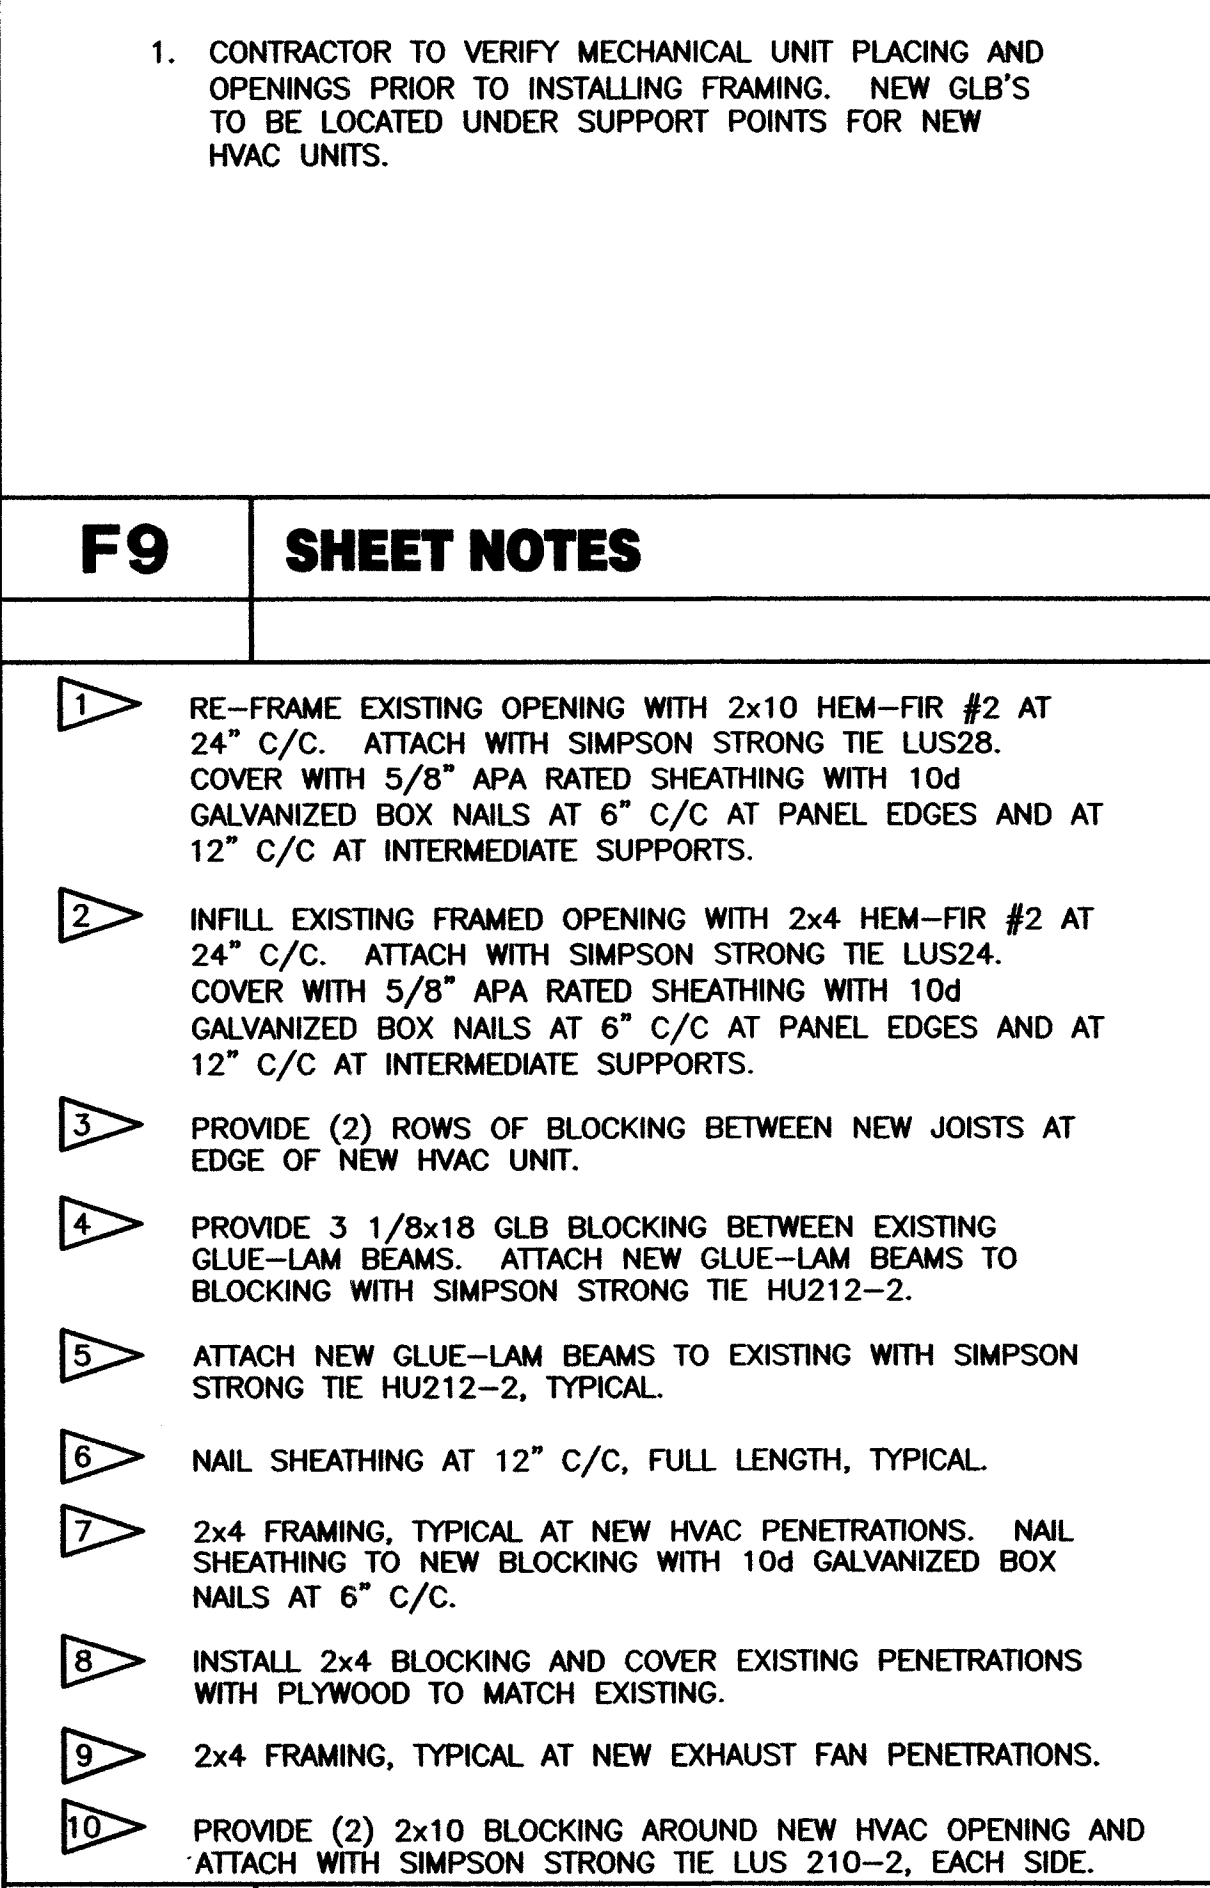 1. CONTRACTOR TO VERIFY MECHANICAL UNIT PLACING AND
OPENINGS PRIOR TO INSTALLING FRAMING. NEW GLB'S
TO BE LOCATED UNDER SUPPORT POINTS FOR NEW
HVAC UNITS.
F9 SHEET NOTES
1 RE-FRAME EXISTING OPENING WITH 2x10 HEM-FIR #2 AT
24" C/C. ATTACH WITH SIMPSON STRONG TIE LUS28.
COVER WITH 5/8" APA RATED SHEATHING WITH 10d
GALVANIZED BOX NAILS AT 6" C/C AT PANEL EDGES AND AT
12" C/C AT INTERMEDIATE SUPPORTS.
2 INFILL EXISTING FRAMED OPENING WITH 2x4 HEM-FIR #2 AT
24" C/C. ATTACH WITH SIMPSON STRONG TIE LUS24.
COVER WITH 5/8" APA RATED SHEATHING WITH 10d
GALVANIZED BOX NAILS AT 6" C/C AT PANEL EDGES AND AT
12" C/C AT INTERMEDIATE SUPPORTS.
3 PROVIDE (2) ROWS OF BLOCKING BETWEEN NEW JOISTS AT
EDGE OF NEW HVAC UNIT.
4 PROVIDE 3 1/8x18 GLB BLOCKING BETWEEN EXISTING
GLUE-LAM BEAMS. ATTACH NEW GLUE-LAM BEAMS TO
BLOCKING WITH SIMPSON STRONG TIE HU212-2.
5 ATTACH NEW GLUE-LAM BEAMS TO EXISTING WITH SIMPSON
STRONG TIE HU212-2, TYPICAL.
6 NAIL SHEATHING AT 12" C/C, FULL LENGTH, TYPICAL.
7 2x4 FRAMING, TYPICAL AT NEW HVAC PENETRATIONS. NAIL
SHEATHING TO NEW BLOCKING WITH 10d GALVANIZED BOX
NAILS AT 6" C/C.
8 INSTALL 2x4 BLOCKING AND COVER EXISTING PENETRATIONS
WITH PLYWOOD TO MATCH EXISTING.
9 2x4 FRAMING, TYPICAL AT NEW EXHAUST FAN PENETRATIONS.
10 PROVIDE (2) 2x10 BLOCKING AROUND NEW HVAC OPENING AND
ATTACH WITH SIMPSON STRONG TIE LUS 210-2, EACH SIDE.